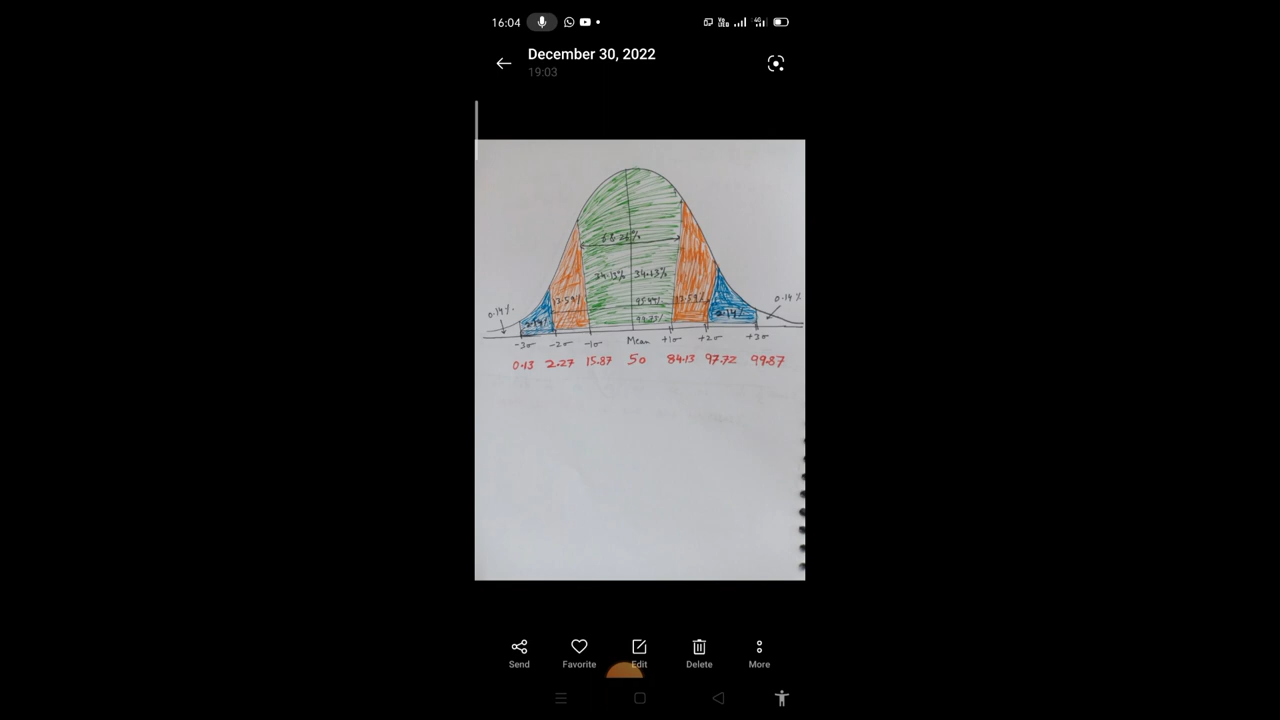 16:04
December 30, 2022
19:03
68.26%
34.13% 34.13%
13.59% 95.44% 13.59%
0.14% 2.14% 2.14% 0.14%
-3σ -2σ -1σ Mean +1σ +2σ +3σ
0.13 2.27 15.87 50 84.13 97.72 99.87
Send Favorite Edit Delete More